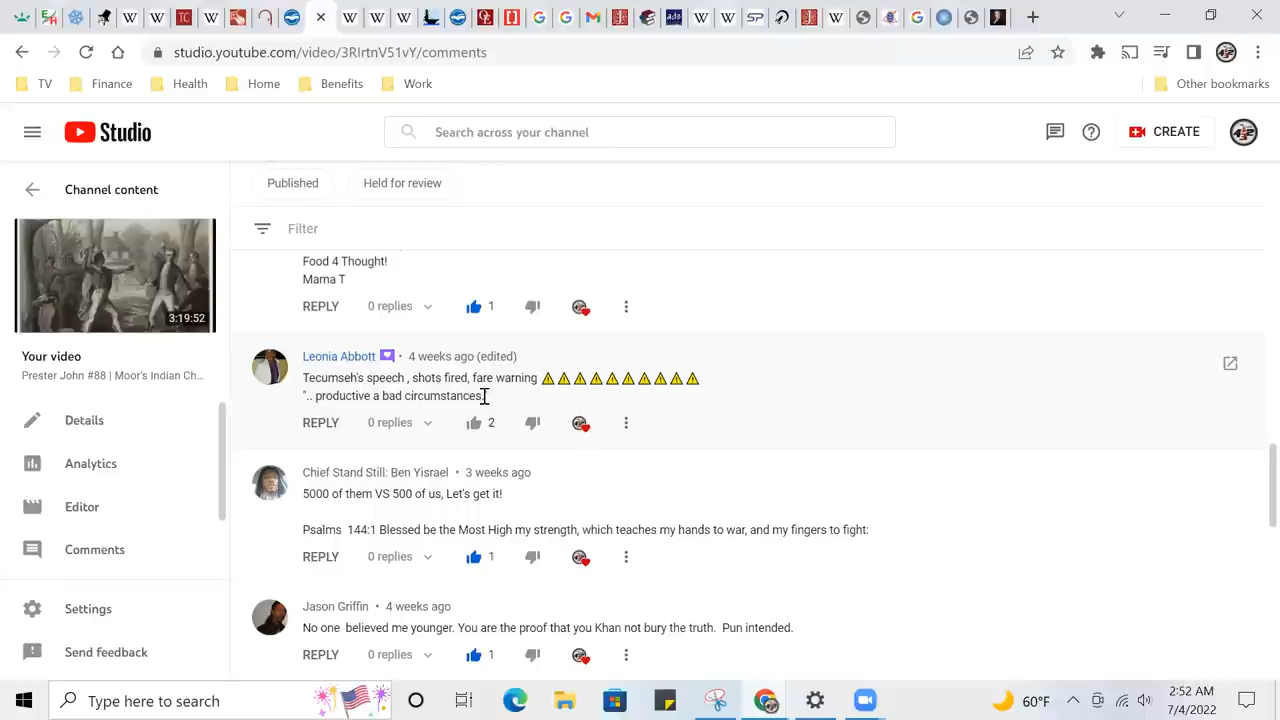 studio.youtube.com/video/3RIrtnV51vY/comments
TV
Finance
Health
Home
Benefits
Work
Other bookmarks
Studio
Search across your channel
CREATE
Channel content
3:19:52
Your video
Prester John #88 | Moor's Indian Ch...
Details
Analytics
Editor
Comments
Settings
Send feedback
Published
Held for review
Filter
Food 4 Thought!
Mama T
REPLY 0 replies 1
Leonia Abbott • 4 weeks ago (edited)
Tecumseh's speech , shots fired, fare warning
".. productive a bad circumstances.
REPLY 0 replies 2
Chief Stand Still: Ben Yisrael • 3 weeks ago
5000 of them VS 500 of us, Let's get it!
Psalms 144:1 Blessed be the Most High my strength, which teaches my hands to war, and my fingers to fight:
REPLY 0 replies 1
Jason Griffin • 4 weeks ago
No one believed me younger. You are the proof that you Khan not bury the truth. Pun intended.
REPLY 0 replies 1
Type here to search
60°F
2:52 AM
7/4/2022